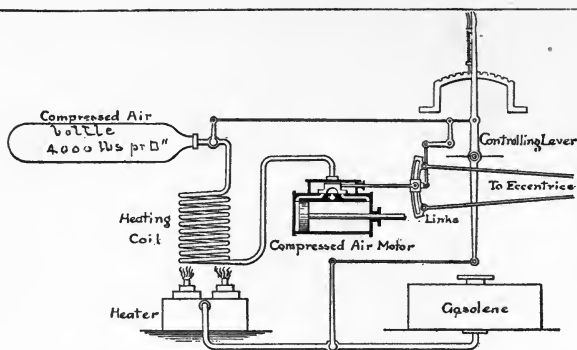 Compressed Air
bottle
4000 lbs pr □"
Controlling Lever
To Eccentrics
Heating
Coil
Links
Compressed Air Motor
Heater
Gasolene